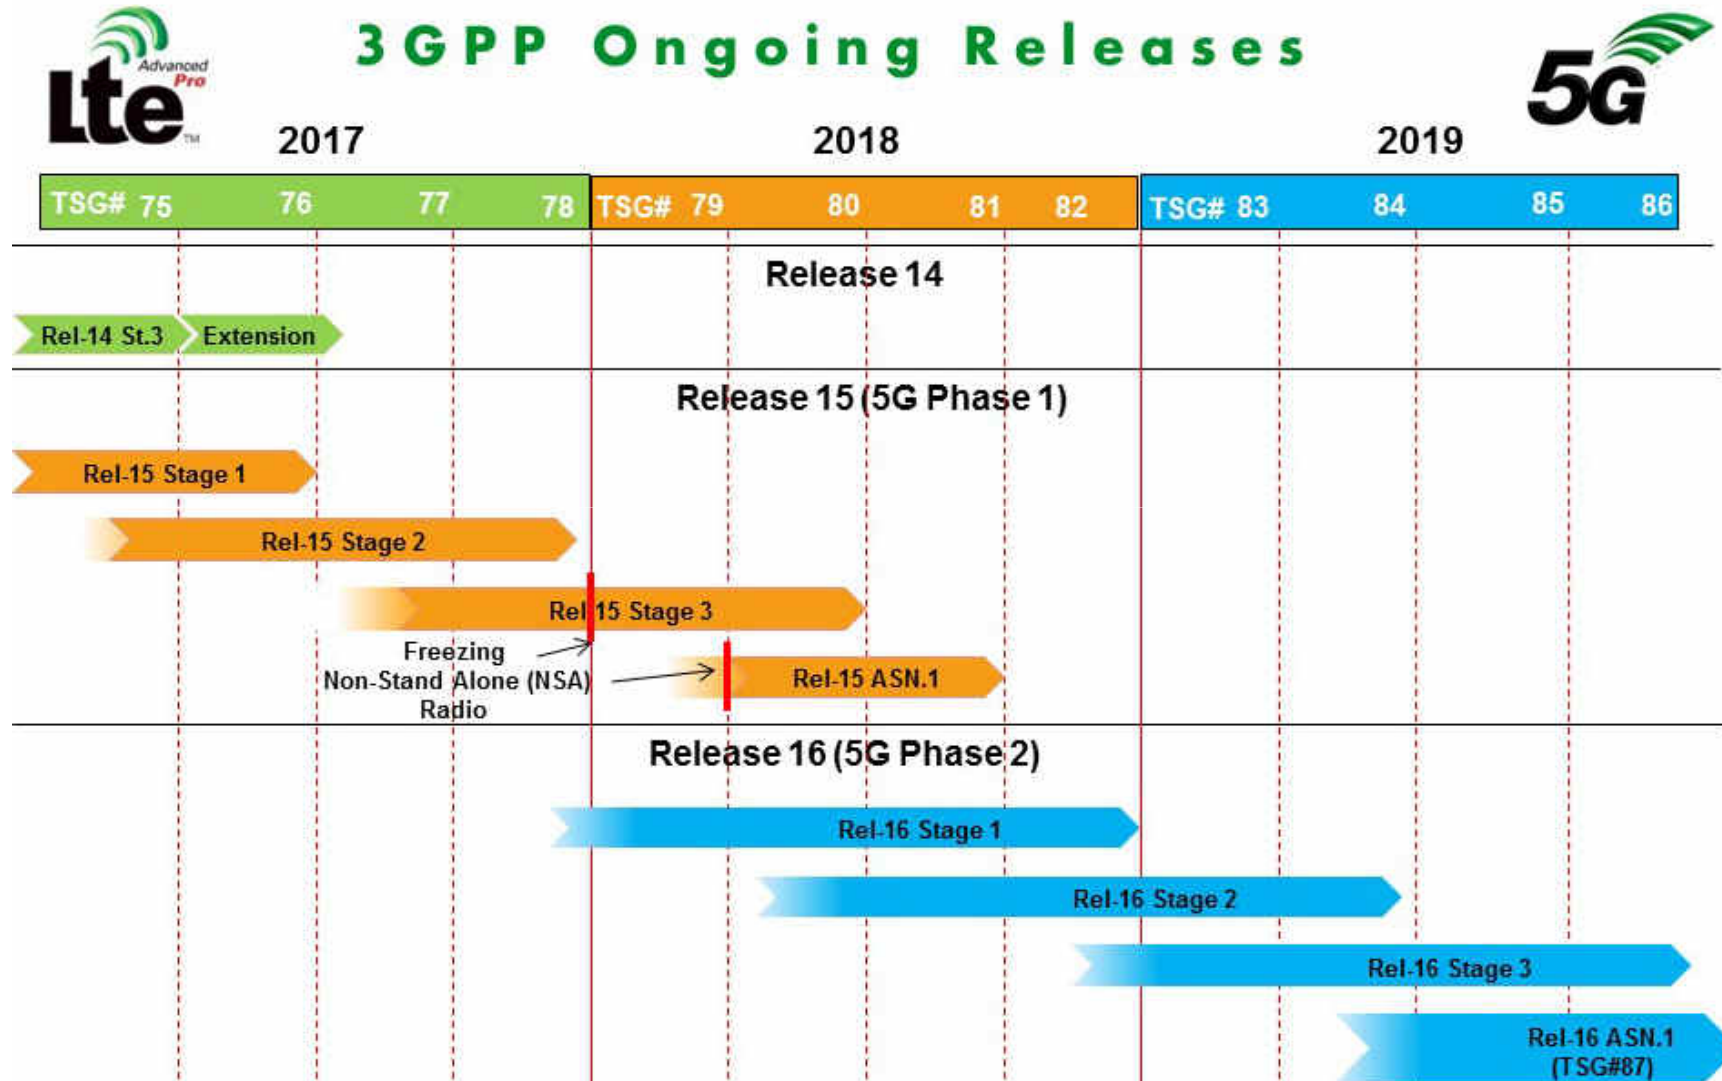 3GPP Ongoing Releases
Advanced
Pro
LTE
TM
5G
2017
2018
2019
TSG# 75 76 77 78 TSG# 79 80 81 82 TSG# 83 84 85 86
Release 14
Rel-14 St.3
Extension
Release 15 (5G Phase 1)
Rel-15 Stage 1
Rel-15 Stage 2
Rel-15 Stage 3
Freezing
Non-Stand Alone (NSA)
Radio
Rel-15 ASN.1
Release 16 (5G Phase 2)
Rel-16 Stage 1
Rel-16 Stage 2
Rel-16 Stage 3
Rel-16 ASN.1
(TSG#87)